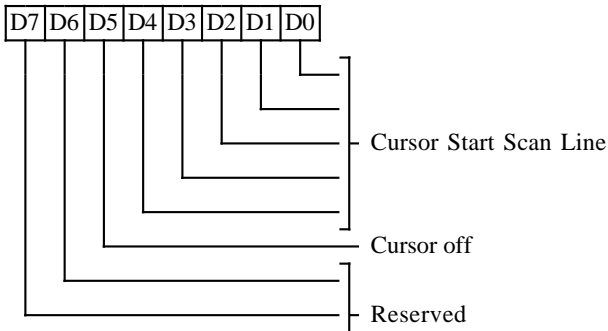 D7 D6 D5 D4 D3 D2 D1 D0
Cursor Start Scan Line
Cursor off
Reserved